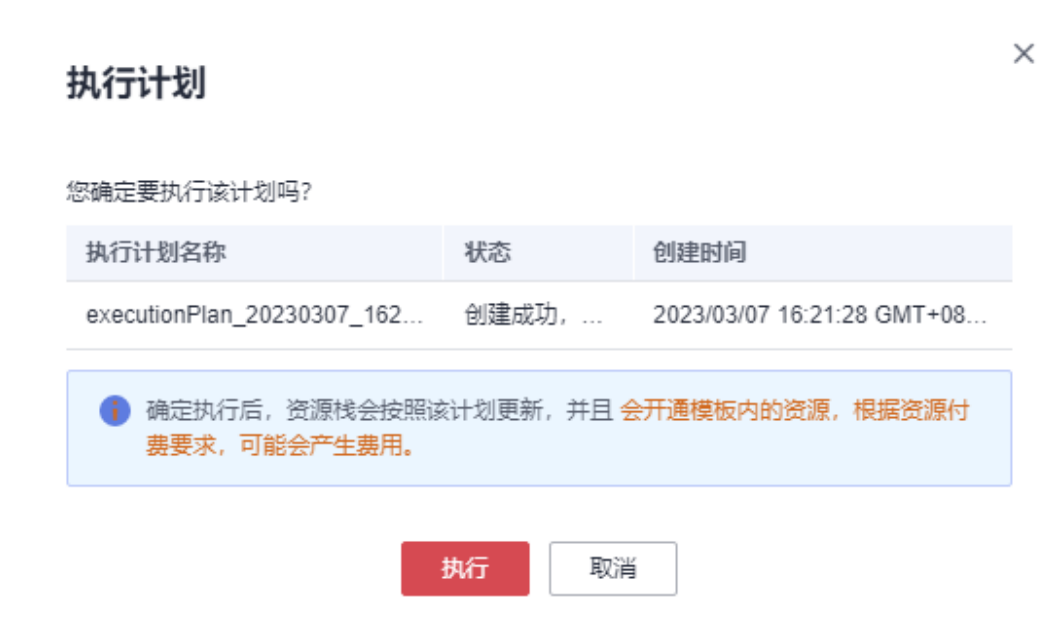 执行计划
您确定要执行该计划吗?
执行计划名称 状态 创建时间
executionPlan_20230307_162... 创建成功, ... 2023/03/07 16:21:28 GMT+08...
确定执行后，资源栈会按照该计划更新，并且 会开通模板内的资源，根据资源付
费要求，可能会产生费用。
执行 取消